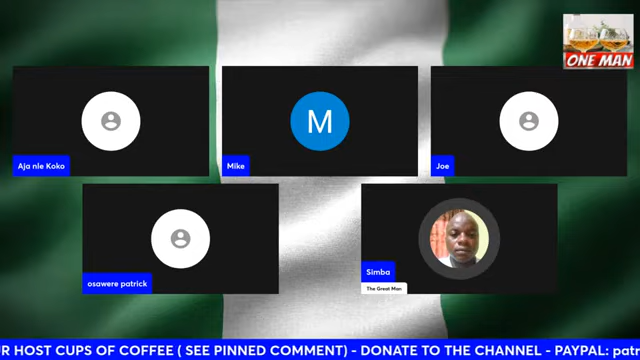 ONE MAN
M
Aja nle Koko
Mike
Joe
osawere patrick
Simba
The Great Man
HOST CUPS OF COFFEE ( SEE PINNED COMMENT) - DONATE TO THE CHANNEL - PAYPAL: